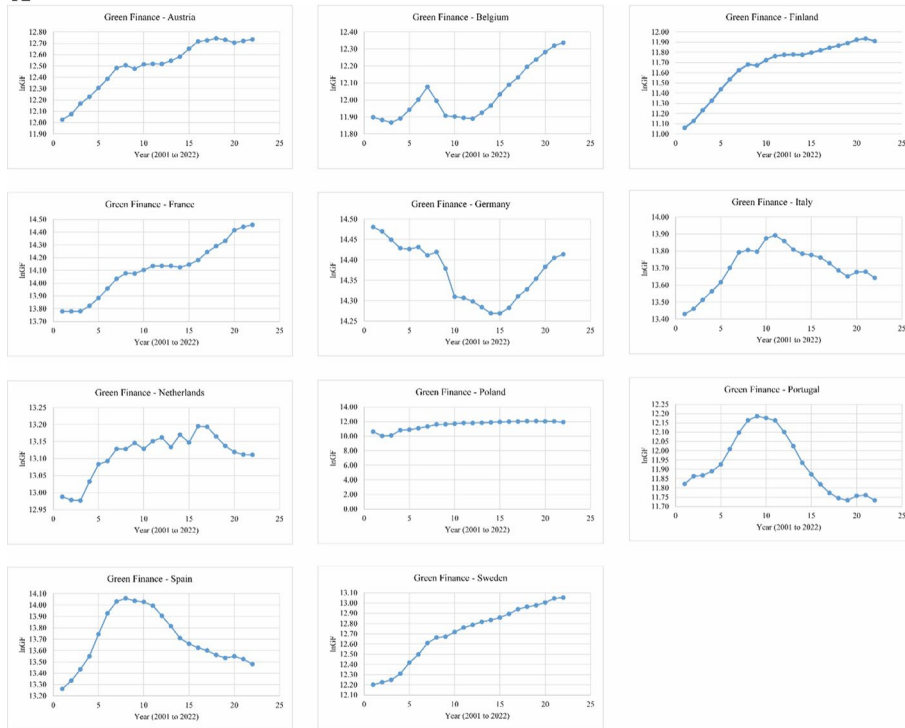 Green Finance - Austria
12.80
12.70
12.60
12.50
12.40
12.30
12.20
12.10
12.00
11.90
lnGF
0 5 10 15 20 25
Year (2001 to 2022)
Green Finance - Belgium
12.40
12.30
12.20
12.10
12.00
11.90
11.80
lnGF
0 5 10 15 20 25
Year (2001 to 2022)
Green Finance - Finland
12.00
11.90
11.80
11.70
11.60
11.50
11.40
11.30
11.20
11.10
11.00
lnGF
0 5 10 15 20 25
Year (2001 to 2022)
Green Finance - France
14.50
14.40
14.30
14.20
14.10
14.00
13.90
13.80
13.70
lnGF
0 5 10 15 20 25
Year (2001 to 2022)
Green Finance - Germany
14.50
14.45
14.40
14.35
14.30
14.25
lnGF
0 5 10 15 20 25
Year (2001 to 2022)
Green Finance - Italy
14.00
13.90
13.80
13.70
13.60
13.50
13.40
lnGF
0 5 10 15 20 25
Year (2001 to 2022)
Green Finance - Netherlands
13.25
13.20
13.15
13.10
13.05
13.00
12.95
lnGF
0 5 10 15 20 25
Year (2001 to 2022)
Green Finance - Poland
14.00
12.00
10.00
8.00
6.00
4.00
2.00
0.00
lnGF
0 5 10 15 20 25
Year (2001 to 2022)
Green Finance - Portugal
12.25
12.20
12.15
12.10
12.05
12.00
11.95
11.90
11.85
11.80
11.75
11.70
lnGF
0 5 10 15 20 25
Year (2001 to 2022)
Green Finance - Spain
14.10
14.00
13.90
13.80
13.70
13.60
13.50
13.40
13.30
13.20
lnGF
0 5 10 15 20 25
Year (2001 to 2022)
Green Finance - Sweden
13.10
13.00
12.90
12.80
12.70
12.60
12.50
12.40
12.30
12.20
12.10
lnGF
0 5 10 15 20 25
Year (2001 to 2022)